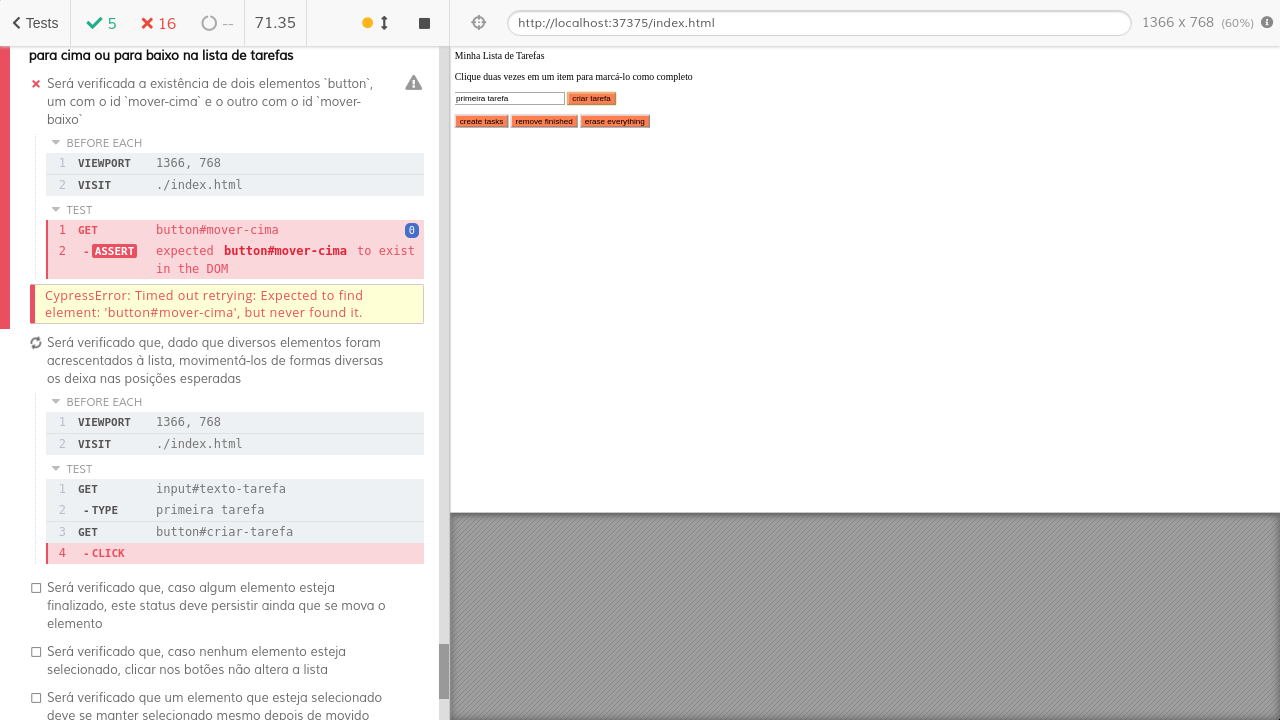 Tests
5
16
--
71.35
http://localhost:37375/index.html
1366 x 768 (60%)
para cima ou para baixo na lista de tarefas
Será verificada a existência de dois elementos `button`,
um com o id `mover-cima` e o outro com o id `mover-
baixo`
BEFORE EACH
1 VIEWPORT 1366, 768
2 VISIT ./index.html
TEST
1 GET button#mover-cima 0
2 - ASSERT expected button#mover-cima to exist
in the DOM
CypressError: Timed out retrying: Expected to find
element: 'button#mover-cima', but never found it.
Será verificado que, dado que diversos elementos foram
acrescentados à lista, movimentá-los de formas diversas
os deixa nas posições esperadas
BEFORE EACH
1 VIEWPORT 1366, 768
2 VISIT ./index.html
TEST
1 GET input#texto-tarefa
2 - TYPE primeira tarefa
3 GET button#criar-tarefa
4 - CLICK
Será verificado que, caso algum elemento esteja
finalizado, este status deve persistir ainda que se mova o
elemento
Será verificado que, caso nenhum elemento esteja
selecionado, clicar nos botões não altera a lista
Será verificado que um elemento que esteja selecionado
deve se manter selecionado mesmo depois de movido
Minha Lista de Tarefas
Clique duas vezes em um item para marcá-lo como completo
primeira tarefa criar tarefa
create tasks remove finished erase everything